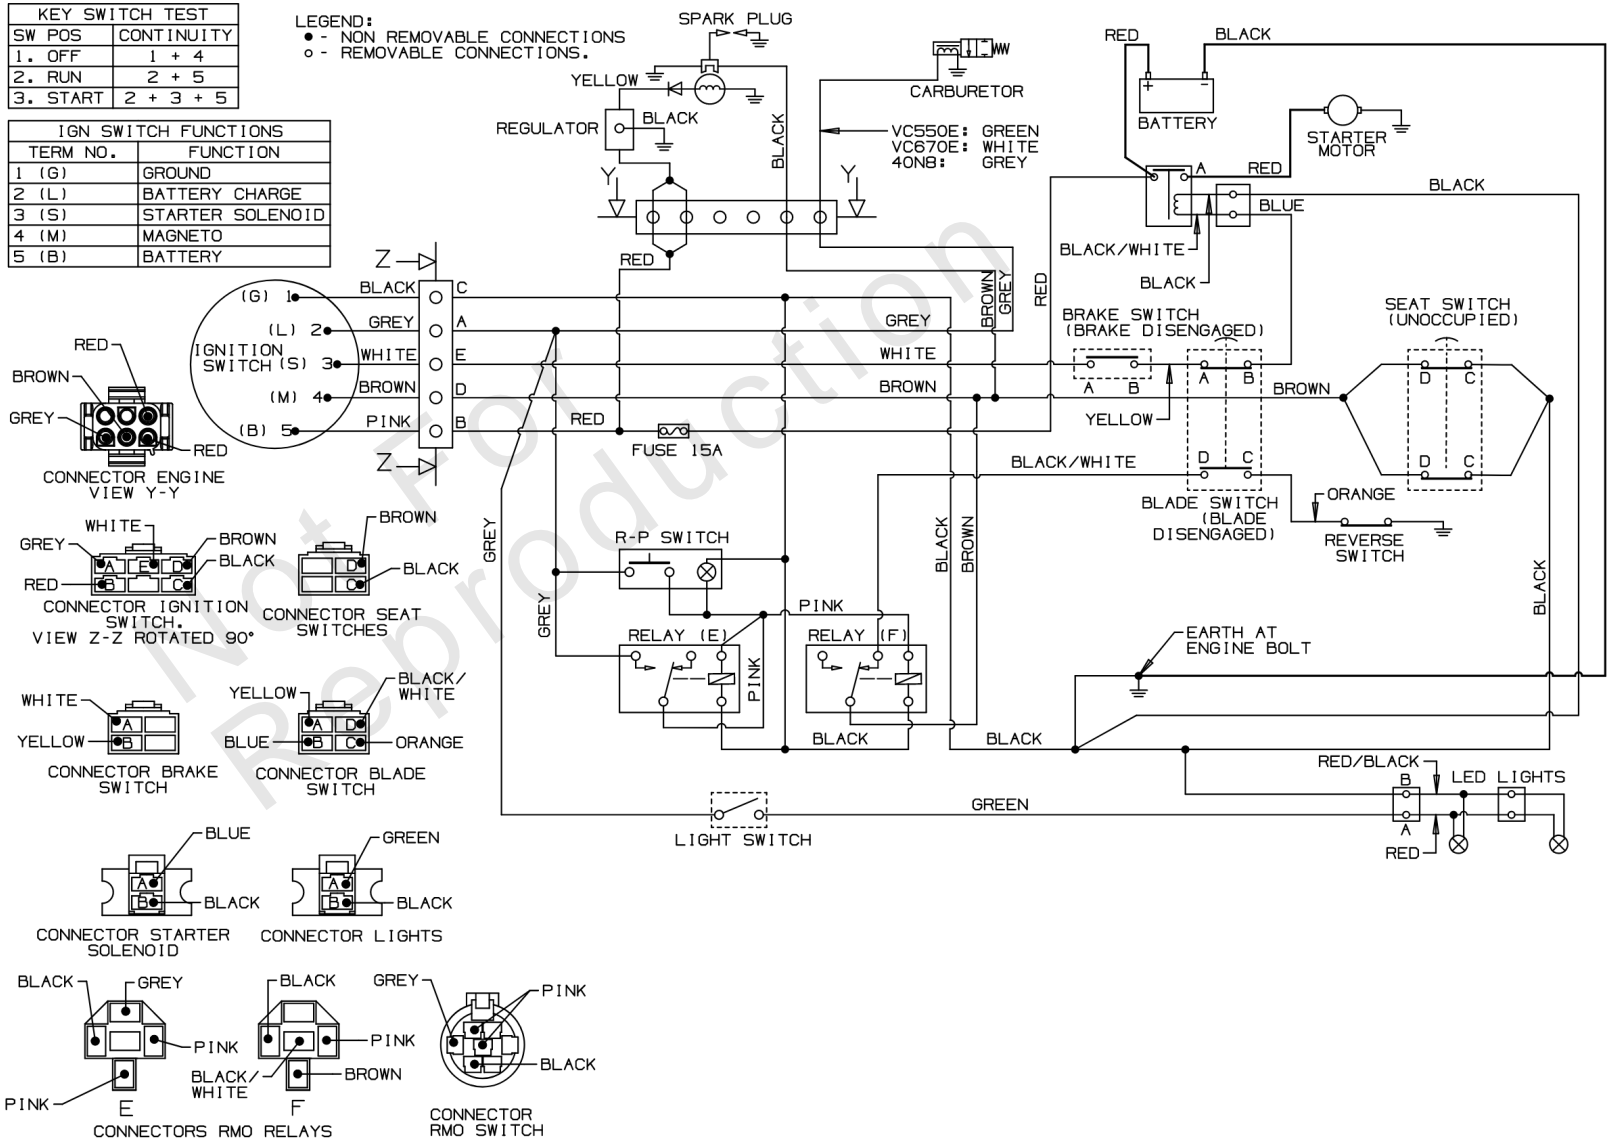 KEY SWITCH TEST
SW POS CONTINUITY
1. OFF 1 + 4
2. RUN 2 + 5
3. START 2 + 3 + 5
LEGEND:
● - NON REMOVABLE CONNECTIONS
○ - REMOVABLE CONNECTIONS.
IGN SWITCH FUNCTIONS
TERM NO. FUNCTION
1 (G) GROUND
2 (L) BATTERY CHARGE
3 (S) STARTER SOLENOID
4 (M) MAGNETO
5 (B) BATTERY
SPARK PLUG
YELLOW
REGULATOR
BLACK
BLACK
CARBURETOR
VC550E: GREEN
VC670E: WHITE
40N8: GREY
Y
Y
RED
BLACK
+
-
BATTERY
STARTER
MOTOR
A
RED
BLACK
BLUE
BLACK/WHITE
BLACK
RED
RED
BROWN
GREY
Z
Z
(G) 1
(L) 2
IGNITION
SWITCH (S) 3
(M) 4
(B) 5
BLACK
C
GREY
A
WHITE
E
BROWN
D
PINK
B
GREY
WHITE
BROWN
RED
FUSE 15A
BRAKE SWITCH
(BRAKE DISENGAGED)
A
B
YELLOW
A
B
D
C
BLACK/WHITE
BLADE SWITCH
(BLADE
DISENGAGED)
BROWN
SEAT SWITCH
(UNOCCUPIED)
D
C
D
C
ORANGE
REVERSE
SWITCH
GREY
GREY
R-P SWITCH
BLACK
BROWN
PINK
RELAY (E)
PINK
RELAY (F)
BLACK
BLACK
BLACK
EARTH AT
ENGINE BOLT
GREEN
LIGHT SWITCH
RED/BLACK
B
A
RED
LED LIGHTS
RED
BROWN
GREY
RED
CONNECTOR ENGINE
VIEW Y-Y
WHITE
GREY
BROWN
BLACK
RED
A
E
D
B
C
CONNECTOR IGNITION
SWITCH.
VIEW Z-Z ROTATED 90°
BROWN
BLACK
D
C
CONNECTOR SEAT
SWITCHES
WHITE
YELLOW
A
B
CONNECTOR BRAKE
SWITCH
YELLOW
BLACK/
WHITE
BLUE
ORANGE
A
D
B
C
CONNECTOR BLADE
SWITCH
BLUE
A
B
BLACK
CONNECTOR STARTER
SOLENOID
GREEN
A
B
BLACK
CONNECTOR LIGHTS
BLACK
GREY
PINK
PINK
E
BLACK
PINK
BLACK/
WHITE
BROWN
F
CONNECTORS RMO RELAYS
GREY
PINK
BLACK
CONNECTOR
RMO SWITCH
Not For
Reproduction